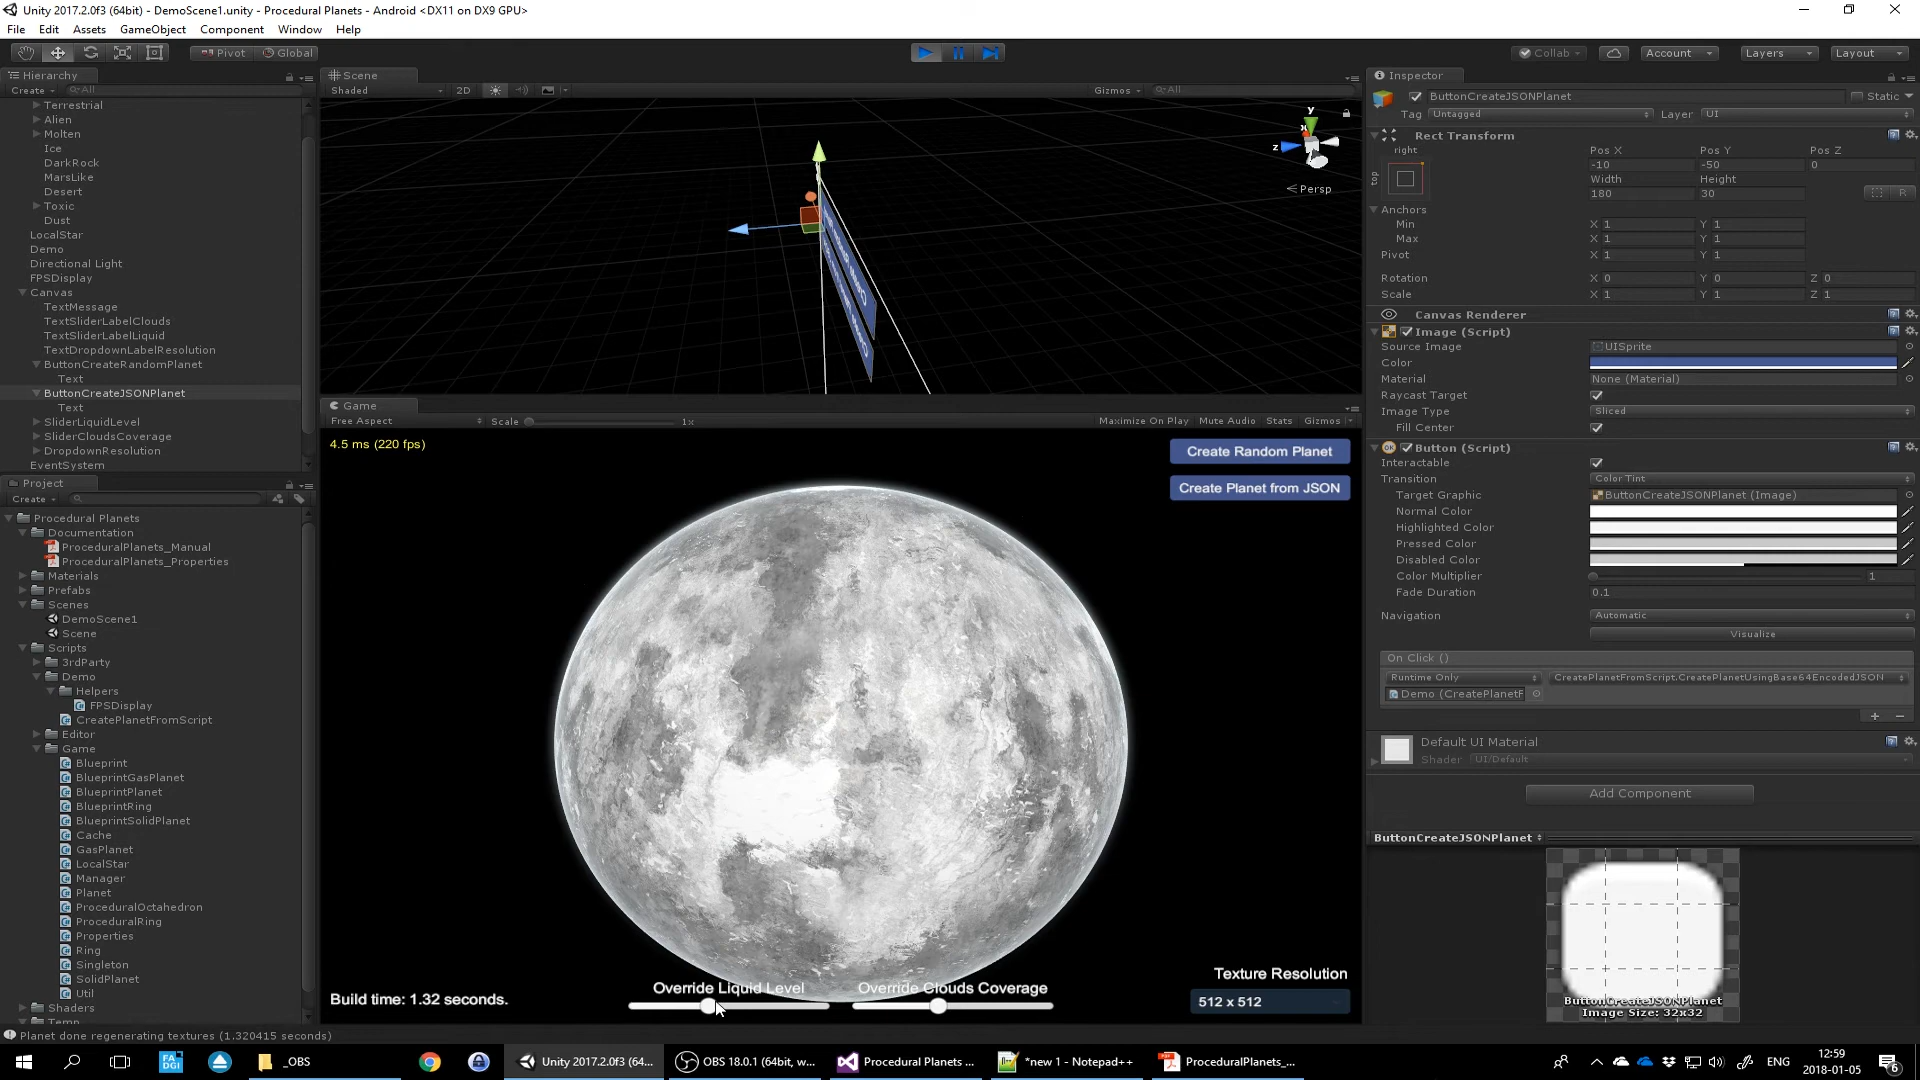 Unity 2017.2.0f3 (64bit) - DemoScene1.unity - Procedural Planets - Android <DX11 on DX9 GPU>
File Edit Assets GameObject Component Window Help
Pivot Global Collab Account Layers Layout
Hierarchy
Create All
Terrestrial
Alien
Molten
Ice
DarkRock
MarsLike
Desert
Toxic
Dust
LocalStar
Demo
Directional Light
FPSDisplay
Canvas
TextMessage
TextSliderLabelClouds
TextSliderLabelLiquid
TextDropdownLabelResolution
ButtonCreateRandomPlanet
Text
ButtonCreateJSONPlanet
Text
SliderLiquidLevel
SliderCloudsCoverage
DropdownResolution
EventSystem
Project
Create
Procedural Planets
Documentation
ProceduralPlanets_Manual
ProceduralPlanets_Properties
Materials
Prefabs
Scenes
DemoScene1
Scene
Scripts
3rdParty
Demo
Helpers
FPSDisplay
CreatePlanetFromScript
Editor
Game
Blueprint
BlueprintGasPlanet
BlueprintPlanet
BlueprintRing
BlueprintSolidPlanet
Cache
GasPlanet
LocalStar
Manager
Planet
ProceduralOctahedron
ProceduralRing
Properties
Ring
Singleton
SolidPlanet
Util
Shaders
Temp
Scene
Shaded 2D Gizmos All
y
x
z
Persp
Game
Free Aspect Scale 1x Maximize On Play Mute Audio Stats Gizmos
4.5 ms (220 fps)
Create Random Planet
Create Planet from JSON
Texture Resolution
512 x 512
Override Liquid Level Override Clouds Coverage
Build time: 1.32 seconds.
Planet done regenerating textures (1.320415 seconds)
Inspector
ButtonCreateJSONPlanet Static
Tag Untagged Layer UI
Rect Transform
right
top
Pos X Pos Y Pos Z
-10 -50 0
Width Height
180 30 R
Anchors
Min X 1 Y 1
Max X 1 Y 1
Pivot X 1 Y 1
Rotation X 0 Y 0 Z 0
Scale X 1 Y 1 Z 1
Canvas Renderer
Image (Script)
Source Image UISprite
Color
Material None (Material)
Raycast Target
Image Type Sliced
Fill Center
OK Button (Script)
Interactable
Transition Color Tint
Target Graphic ButtonCreateJSONPlanet (Image)
Normal Color
Highlighted Color
Pressed Color
Disabled Color
Color Multiplier 1
Fade Duration 0.1
Navigation Automatic
Visualize
On Click ()
Runtime Only CreatePlanetFromScript.CreatePlanetUsingBase64EncodedJSON
Demo (CreatePlanetF
Default UI Material
Shader UI/Default
Add Component
ButtonCreateJSONPlanet
ButtonCreateJSONPlanet
Image Size: 32x32
FA
DGI
_OBS
Unity 2017.2.0f3 (64...
OBS 18.0.1 (64bit, w...
Procedural Planets ...
*new 1 - Notepad++
ProceduralPlanets_...
ENG
12:59
2018-01-05
6